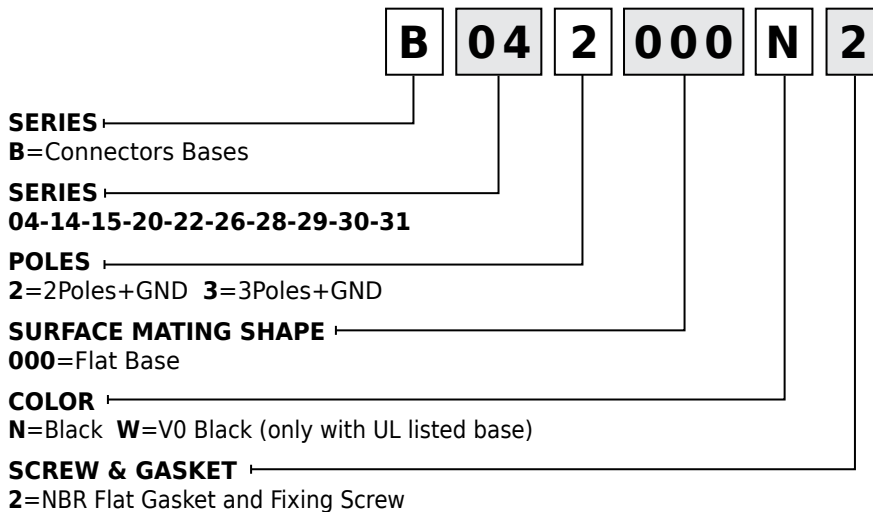 B 04 2 000 N 2
SERIES
B=Connectors Bases
SERIES
04-14-15-20-22-26-28-29-30-31
POLES
2=2Poles+GND 3=3Poles+GND
SURFACE MATING SHAPE
000=Flat Base
COLOR
N=Black W=V0 Black (only with UL listed base)
SCREW & GASKET
2=NBR Flat Gasket and Fixing Screw